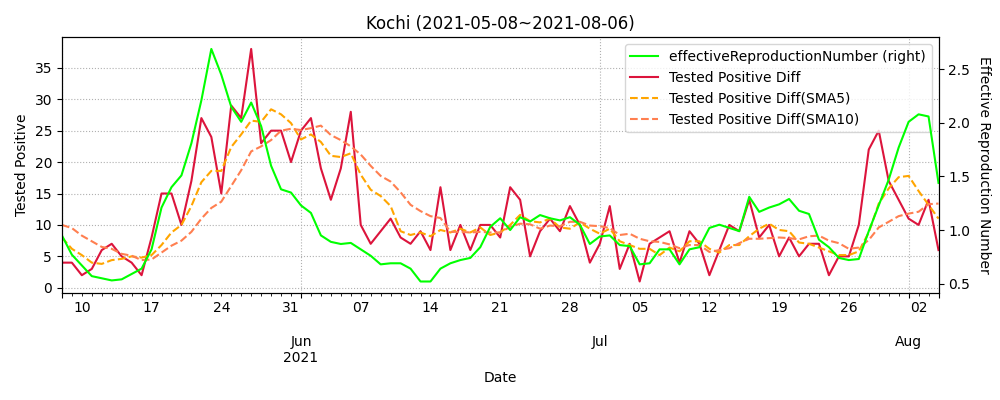 Kochi (2021-05-08~2021-08-06)
effectiveReproductionNumber (right)
Tested Positive Diff
Tested Positive Diff(SMA5)
Tested Positive Diff(SMA10)
Tested Positive
35
30
25
20
15
10
5
0
Effective Reproduction Number
2.5
2.0
1.5
1.0
0.5
10 17 24 31 07 14 21 28 05 12 19 26 02
Jun Jul Aug
2021
Date